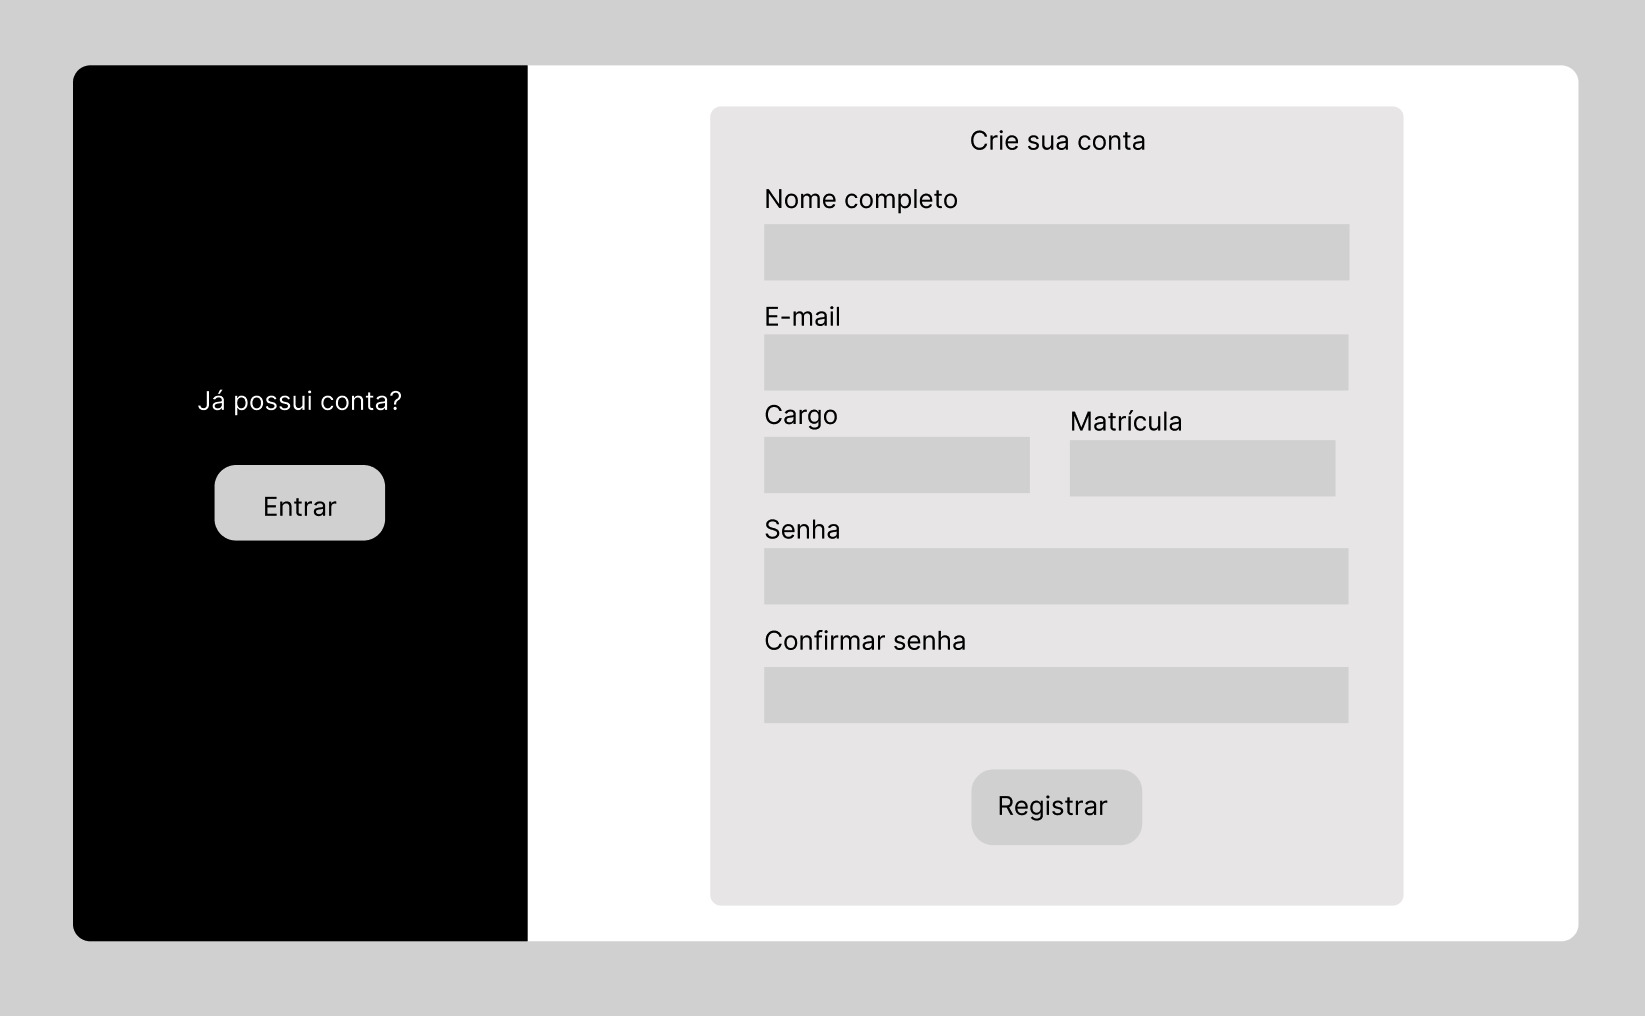 Já possui conta?
Entrar
Crie sua conta
Nome completo
E-mail
Cargo
Matrícula
Senha
Confirmar senha
Registrar